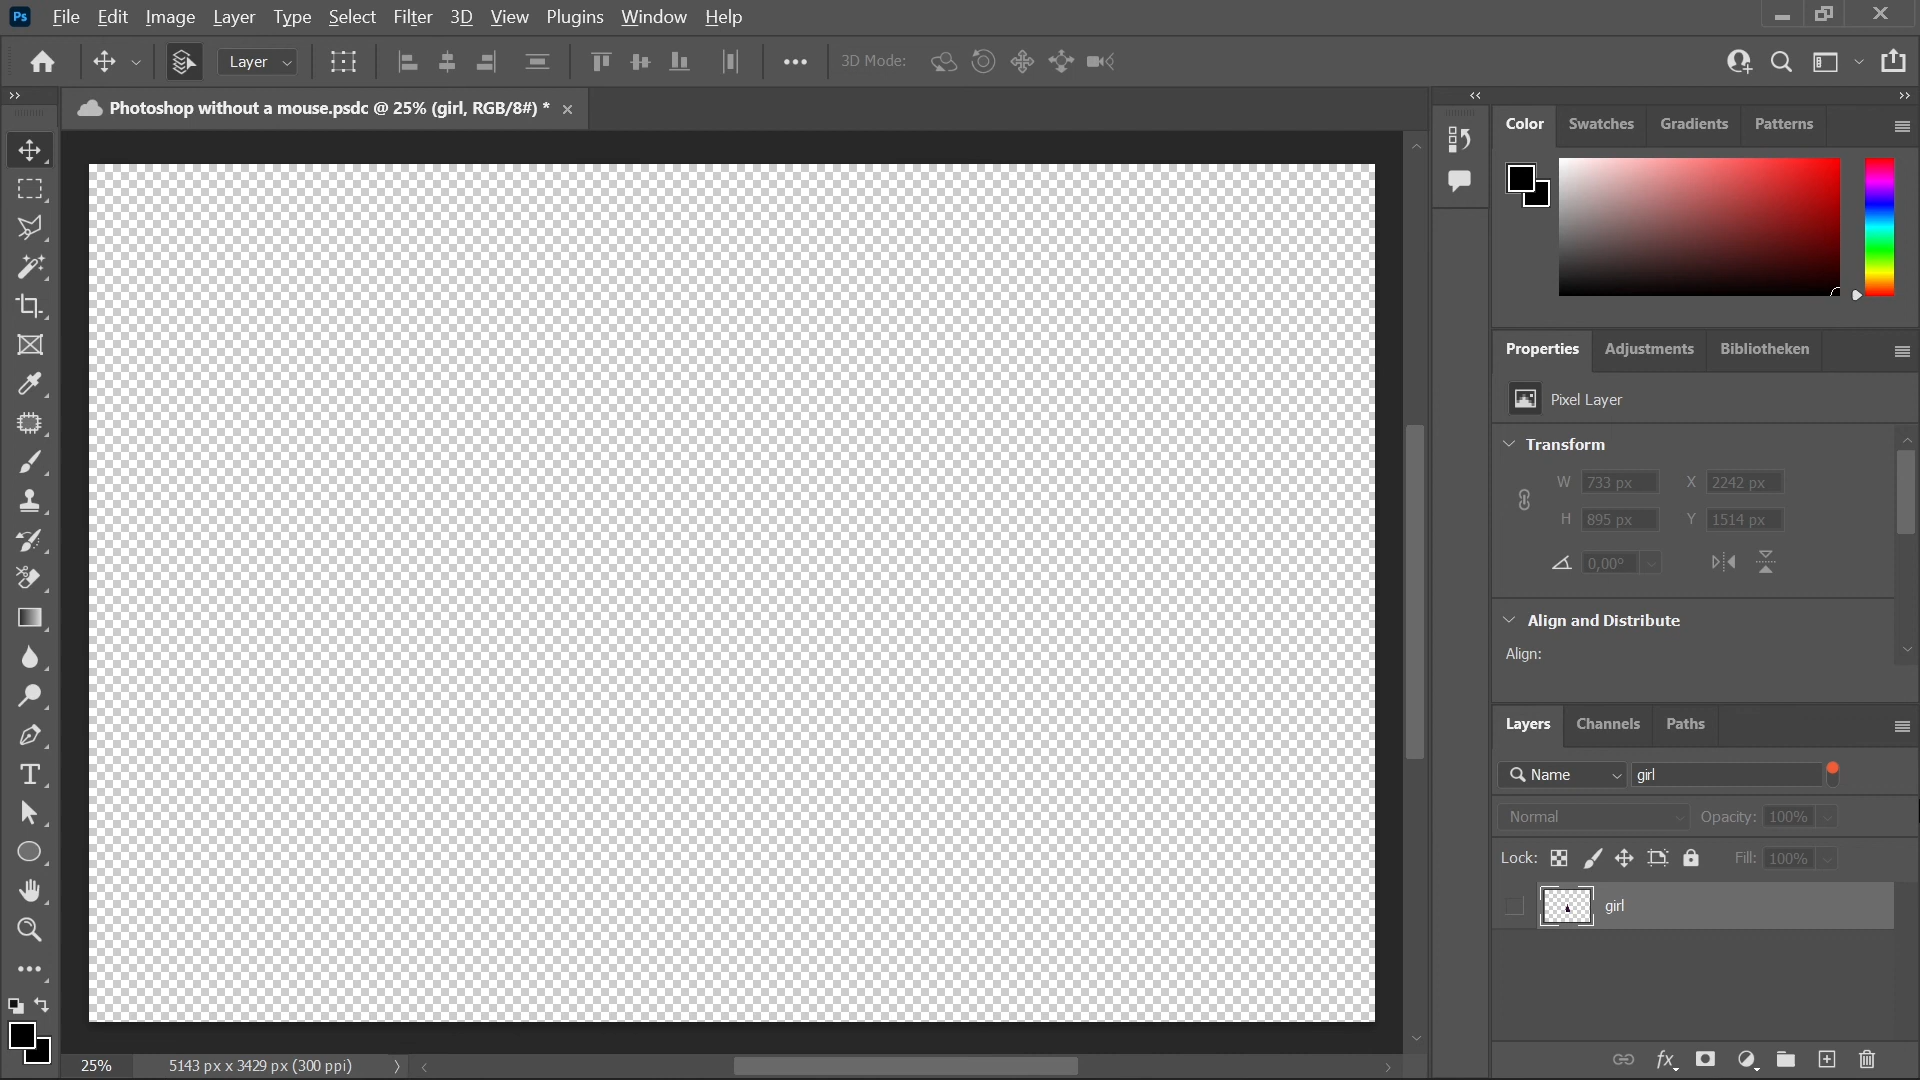 Ps File Edit Image Layer Type Select Filter 3D View Plugins Window Help
Layer 3D Mode:
Photoshop without a mouse.psdc @ 25% (girl, RGB/8#) *
Color Swatches Gradients Patterns
Properties Adjustments Bibliotheken
Pixel Layer
Transform
W 733 px X 2242 px
H 895 px Y 1514 px
0,00°
Align and Distribute
Align:
Layers Channels Paths
Name girl
Normal Opacity: 100%
Lock: Fill: 100%
girl
T
fx
25% 5143 px x 3429 px (300 ppi)